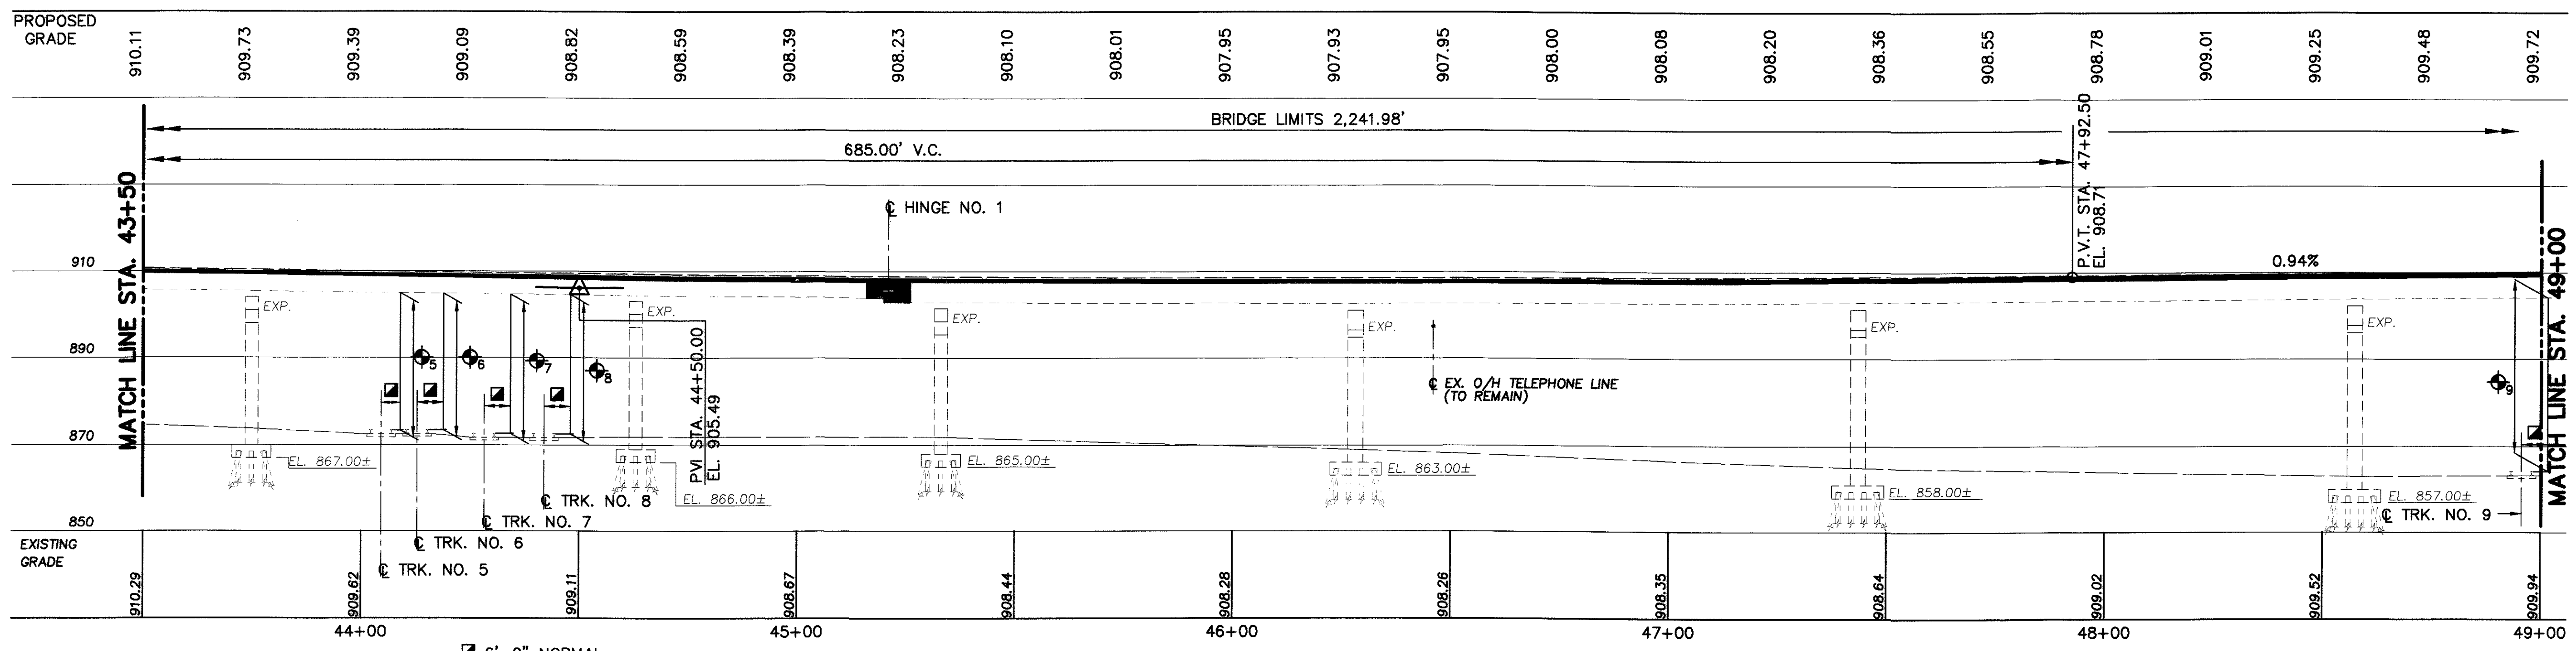 PROPOSED
GRADE
910.11 909.73 909.39 909.09 908.82 908.59 908.39 908.23 908.10 908.01 907.95 907.93 907.95 908.00 908.08 908.20 908.36 908.55 908.78 909.01 909.25 909.48 909.72
BRIDGE LIMITS 2,241.98'
685.00' V.C.
MATCH LINE STA. 43+50
℄ HINGE NO. 1
P.V.T. STA. 47+92.50
EL. 908.71
0.94%
MATCH LINE STA. 49+00
910
890
870
850
EXP.
EXP.
EXP.
EXP.
EXP.
EXP.
5
6
7
8
9
PVI STA. 44+50.00
EL. 905.49
℄ EX. O/H TELEPHONE LINE
(TO REMAIN)
EL. 867.00±
EL. 866.00±
EL. 865.00±
EL. 863.00±
EL. 858.00±
EL. 857.00±
℄ TRK. NO. 8
℄ TRK. NO. 7
℄ TRK. NO. 6
℄ TRK. NO. 5
℄ TRK. NO. 9
EXISTING
GRADE
910.29 909.62 909.11 908.67 908.44 908.28 908.26 908.35 908.64 909.02 909.52 909.94
44+00 45+00 46+00 47+00 48+00 49+00
NORMAL